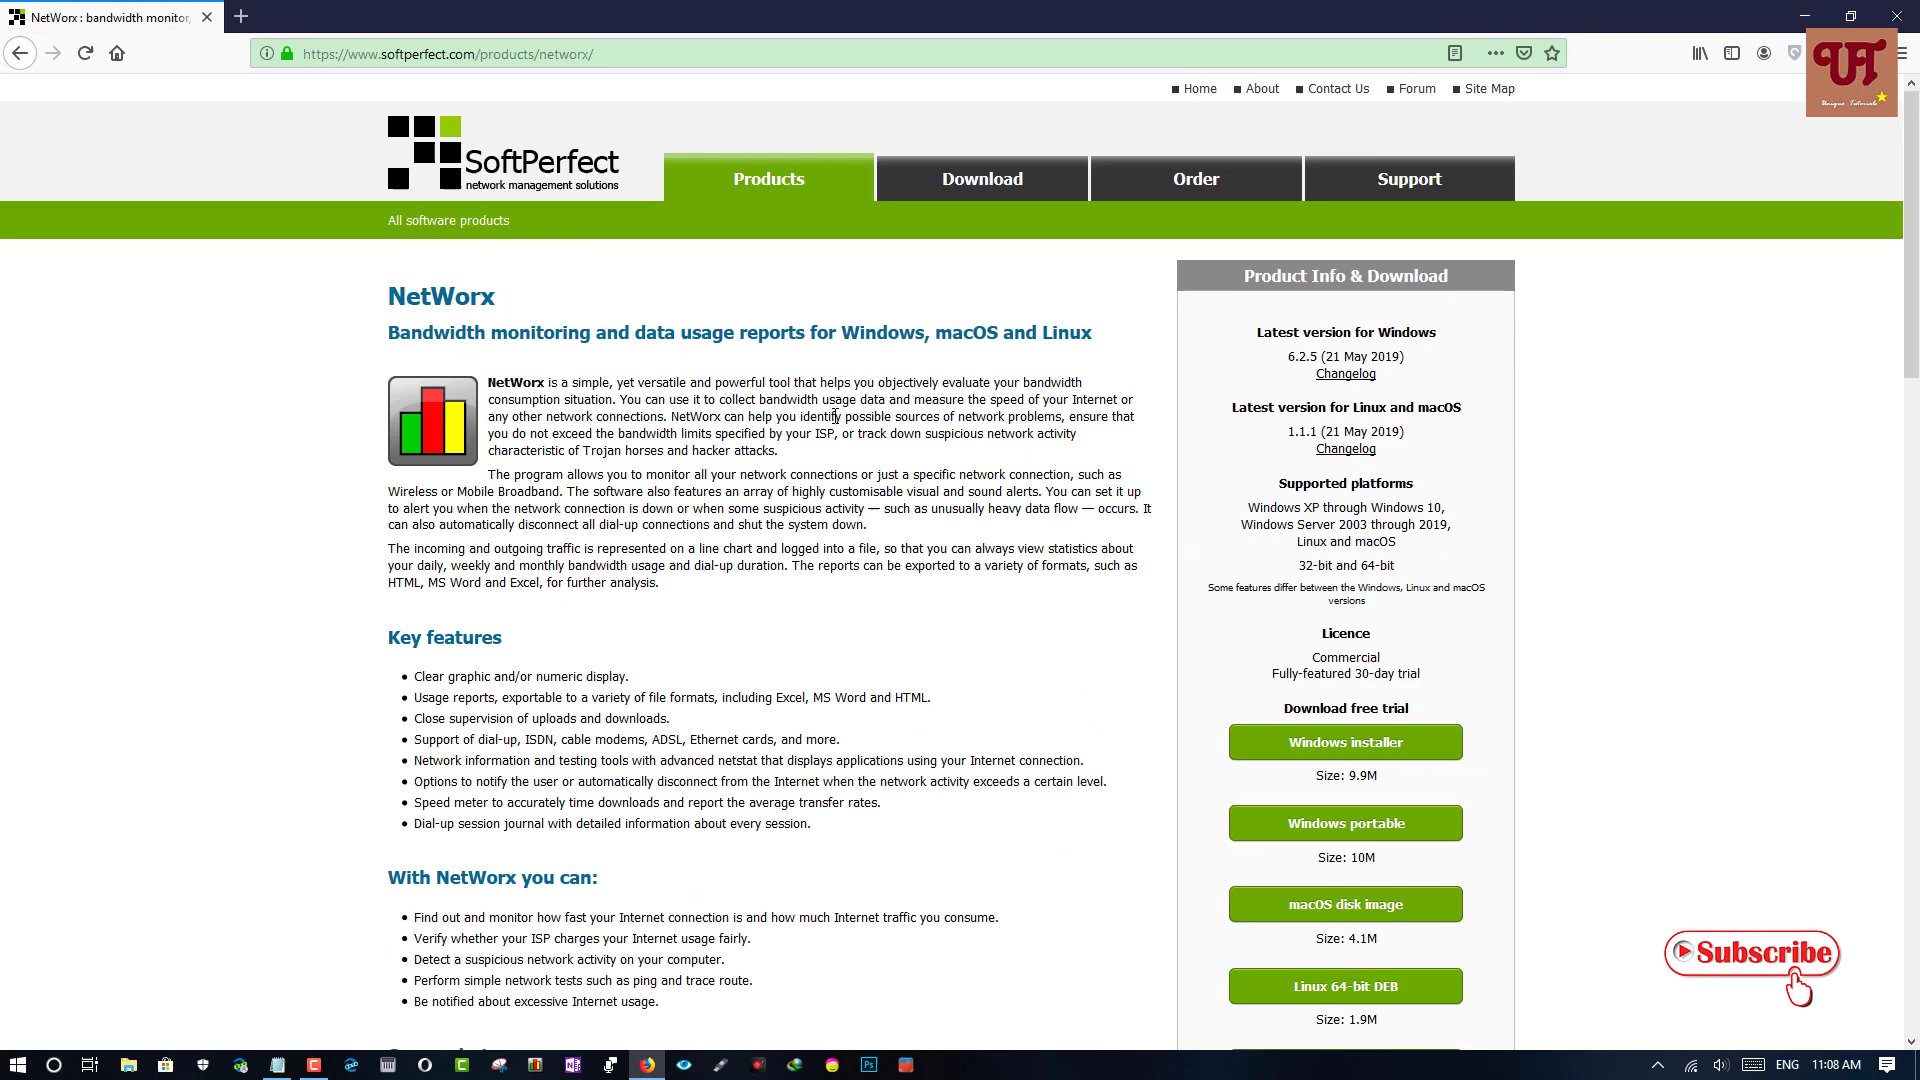 NetWorx : bandwidth monitor,
https://www.softperfect.com/products/networx/
UT
Unique Tutorials
Home About Contact Us Forum Site Map
SoftPerfect
network management solutions
Products Download Order Support
All software products
NetWorx
Bandwidth monitoring and data usage reports for Windows, macOS and Linux
NetWorx is a simple, yet versatile and powerful tool that helps you objectively evaluate your bandwidth
consumption situation. You can use it to collect bandwidth usage data and measure the speed of your Internet or
any other network connections. NetWorx can help you identify possible sources of network problems, ensure that
you do not exceed the bandwidth limits specified by your ISP, or track down suspicious network activity
characteristic of Trojan horses and hacker attacks.
The program allows you to monitor all your network connections or just a specific network connection, such as
Wireless or Mobile Broadband. The software also features an array of highly customisable visual and sound alerts. You can set it up
to alert you when the network connection is down or when some suspicious activity — such as unusually heavy data flow — occurs. It
can also automatically disconnect all dial-up connections and shut the system down.
The incoming and outgoing traffic is represented on a line chart and logged into a file, so that you can always view statistics about
your daily, weekly and monthly bandwidth usage and dial-up duration. The reports can be exported to a variety of formats, such as
HTML, MS Word and Excel, for further analysis.
Key features
Clear graphic and/or numeric display.
Usage reports, exportable to a variety of file formats, including Excel, MS Word and HTML.
Close supervision of uploads and downloads.
Support of dial-up, ISDN, cable modems, ADSL, Ethernet cards, and more.
Network information and testing tools with advanced netstat that displays applications using your Internet connection.
Options to notify the user or automatically disconnect from the Internet when the network activity exceeds a certain level.
Speed meter to accurately time downloads and report the average transfer rates.
Dial-up session journal with detailed information about every session.
With NetWorx you can:
Find out and monitor how fast your Internet connection is and how much Internet traffic you consume.
Verify whether your ISP charges your Internet usage fairly.
Detect a suspicious network activity on your computer.
Perform simple network tests such as ping and trace route.
Be notified about excessive Internet usage.
Product Info & Download
Latest version for Windows
6.2.5 (21 May 2019)
Changelog
Latest version for Linux and macOS
1.1.1 (21 May 2019)
Changelog
Supported platforms
Windows XP through Windows 10,
Windows Server 2003 through 2019,
Linux and macOS
32-bit and 64-bit
Some features differ between the Windows, Linux and macOS
versions
Licence
Commercial
Fully-featured 30-day trial
Download free trial
Windows installer
Size: 9.9M
Windows portable
Size: 10M
macOS disk image
Size: 4.1M
Linux 64-bit DEB
Size: 1.9M
Subscribe
Ps
ENG 11:08 AM